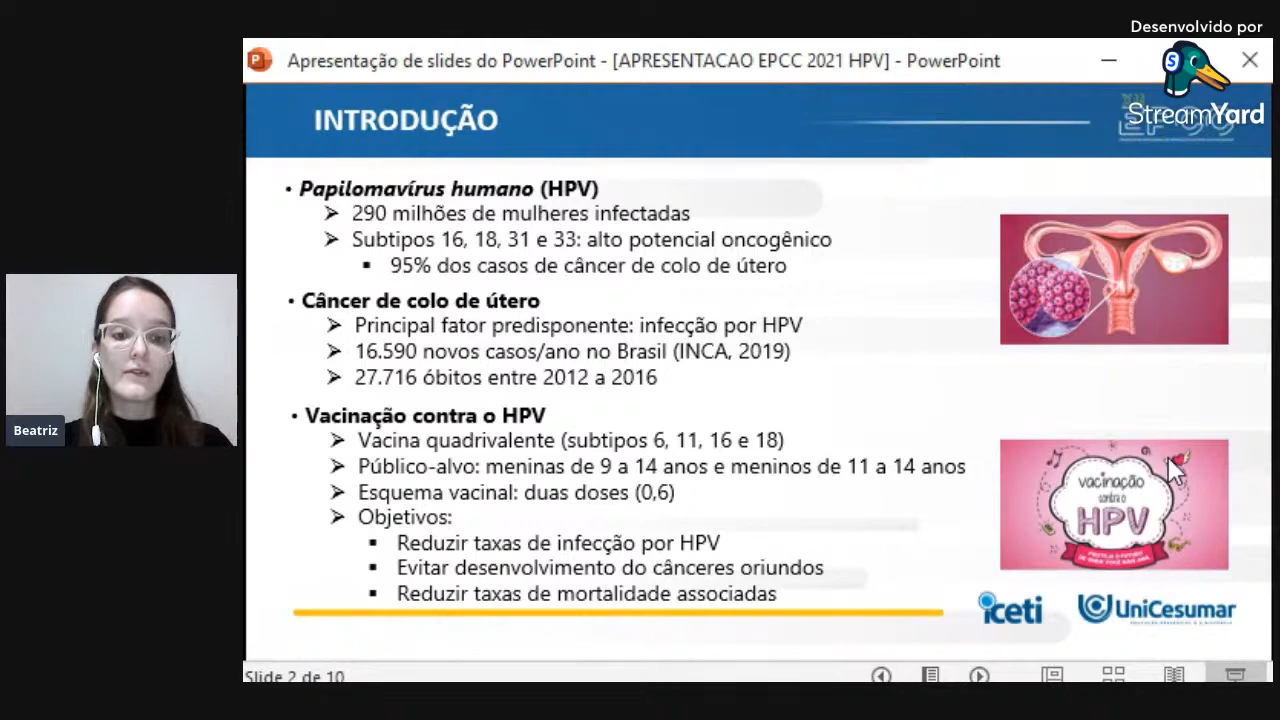 Desenvolvido por
StreamYard
Apresentação de slides do PowerPoint - [APRESENTACAO EPCC 2021 HPV] - PowerPoint
INTRODUÇÃO
• Papilomavírus humano (HPV)
➢ 290 milhões de mulheres infectadas
➢ Subtipos 16, 18, 31 e 33: alto potencial oncogênico
▪ 95% dos casos de câncer de colo de útero
• Câncer de colo de útero
➢ Principal fator predisponente: infecção por HPV
➢ 16.590 novos casos/ano no Brasil (INCA, 2019)
➢ 27.716 óbitos entre 2012 a 2016
• Vacinação contra o HPV
➢ Vacina quadrivalente (subtipos 6, 11, 16 e 18)
➢ Público-alvo: meninas de 9 a 14 anos e meninos de 11 a 14 anos
➢ Esquema vacinal: duas doses (0,6)
➢ Objetivos:
▪ Reduzir taxas de infecção por HPV
▪ Evitar desenvolvimento do cânceres oriundos
▪ Reduzir taxas de mortalidade associadas
vacinação
contra o
HPV
iceti
UniCesumar
Beatriz
Slide 2 de 10